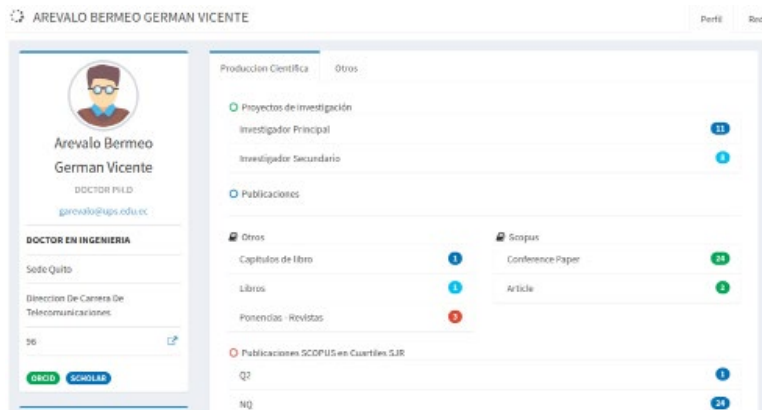 AREVALO BERMEO GERMAN VICENTE
Perfil
Arevalo Bermeo
German Vicente
DOCTOR PH.D
garevalo@ups.edu.ec
DOCTOR EN INGENIERIA
Sede Quito
Direccion De Carrera De
Telecomunicaciones
96
ORCID SCHOLAR
Produccion Cientifica Otros
Proyectos de investigación
Investigador Principal 11
Investigador Secundario
Publicaciones
Otros
Capitulos de libro 1
Libros 1
Ponencias - Revistas 3
Scopus
Conference Paper 24
Article 2
Publicaciones SCOPUS en Cuartiles SJR
Q2 1
NQ 24